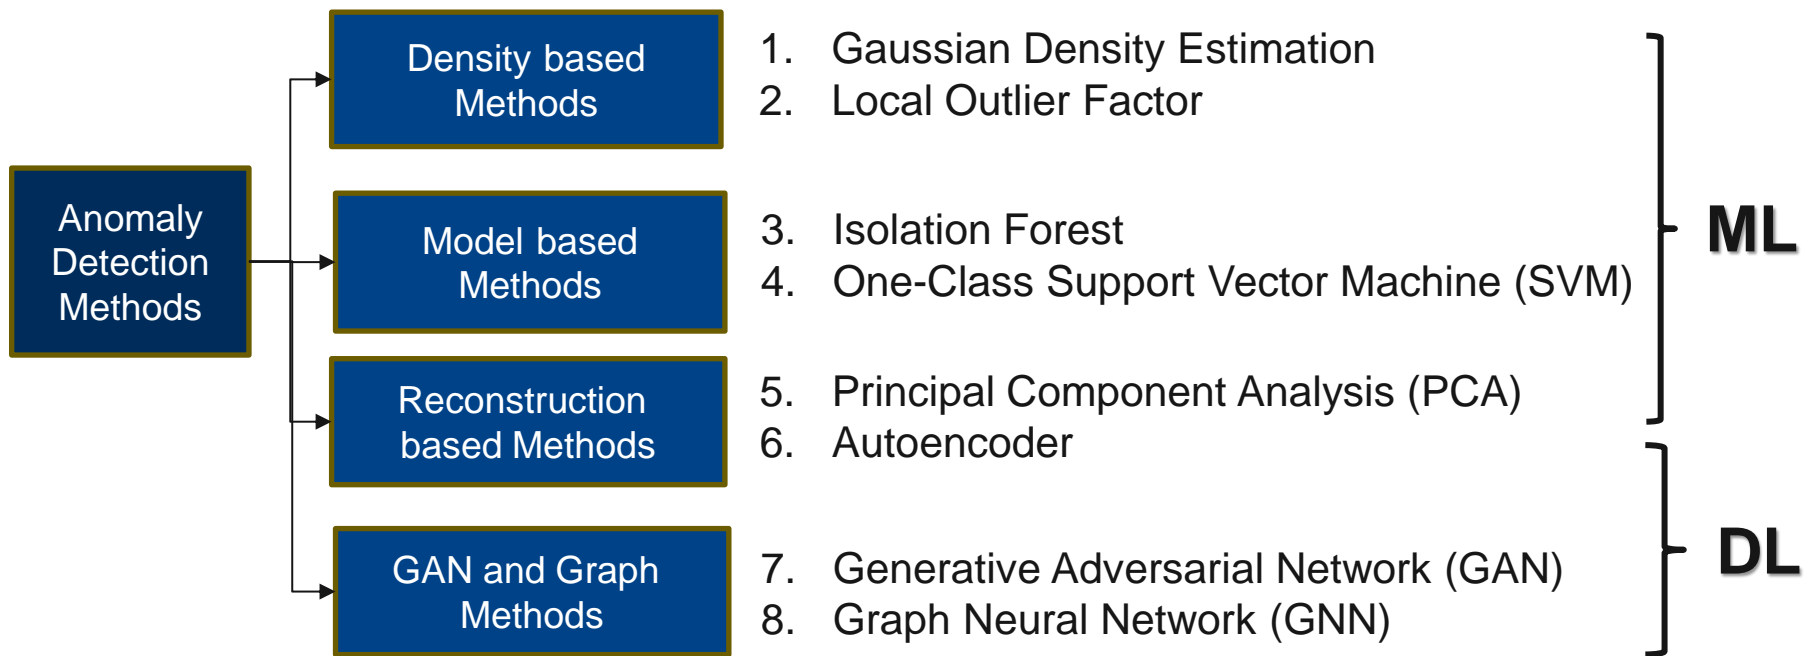 Anomaly
Detection
Methods
Density based
Methods
1. Gaussian Density Estimation
2. Local Outlier Factor
Model based
Methods
3. Isolation Forest
4. One-Class Support Vector Machine (SVM)
Reconstruction
based Methods
5. Principal Component Analysis (PCA)
6. Autoencoder
GAN and Graph
Methods
7. Generative Adversarial Network (GAN)
8. Graph Neural Network (GNN)
ML
DL